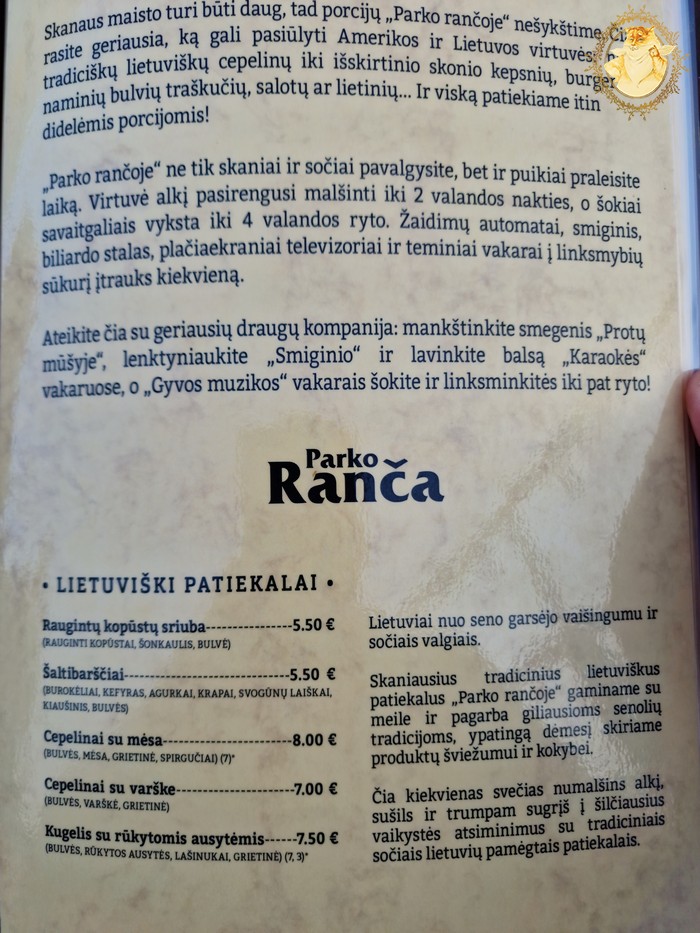 Skanaus maisto turi būti daug, tad porcijų „Parko rančoje“ nešykštime. Či
rasite geriausia, ką gali pasiūlyti Amerikos ir Lietuvos virtuvės:
tradiciškų lietuviškų cepelinų iki išskirtinio skonio kepsnių, burger
naminių bulvių traškučių, salotų ar lietinių... Ir viską patiekiame itin
didelėmis porcijomis!
„Parko rančoje“ ne tik skaniai ir sočiai pavalgysite, bet ir puikiai praleisite
laiką. Virtuvė alkį pasirengusi malšinti iki 2 valandos nakties, o šokiai
savaitgaliais vyksta iki 4 valandos ryto. Žaidimų automatai, smiginis,
biliardo stalas, plačiaekraniai televizoriai ir teminiai vakarai į linksmybių
sūkurį įtrauks kiekvieną.
Ateikite čia su geriausių draugų kompanija: mankštinkite smegenis „Protų
mūšyje“, lenktyniaukite „Smiginio“ ir lavinkite balsą „Karaokės“
vakaruose, o „Gyvos muzikos“ vakarais šokite ir linksminkitės iki pat ryto!
Parko
Ranča
• LIETUVIŠKI PATIEKALAI •
Raugintų kopūstų sriuba-----------------5.50 €
(RAUGINTI KOPŪSTAI, ŠONKAULIS, BULVĖ)
Šaltibarščiai---------------------------------5.50 €
(BUROKĖLIAI, KEFYRAS, AGURKAI, KRAPAI, SVOGŪNŲ LAIŠKAI,
KIAUŠINIS, BULVĖS)
Cepelinai su mėsa--------------------------8.00 €
(BULVĖS, MĖSA, GRIETINĖ, SPIRGUČIAI) (7)*
Cepelinai su varške------------------------7.00 €
(BULVĖS, VARŠKĖ, GRIETINĖ)
Kugelis su rūkytomis ausytėmis------7.50 €
(BULVĖS, RŪKYTOS AUSYTĖS, LAŠINUKAI, GRIETINĖ) (7, 3)*
Lietuviai nuo seno garsėjo vaišingumu ir
sočiais valgiais.
Skaniausius tradicinius lietuviškus
patiekalus „Parko rančoje“ gaminame su
meile ir pagarba giliausioms senolių
tradicijoms, ypatingą dėmesį skiriame
produktų šviežumui ir kokybei.
Čia kiekvienas svečias numalšins alkį,
sušils ir trumpam sugrįš į šilčiausius
vaikystės atsiminimus su tradiciniais
sočiais lietuvių pamėgtais patiekalais.